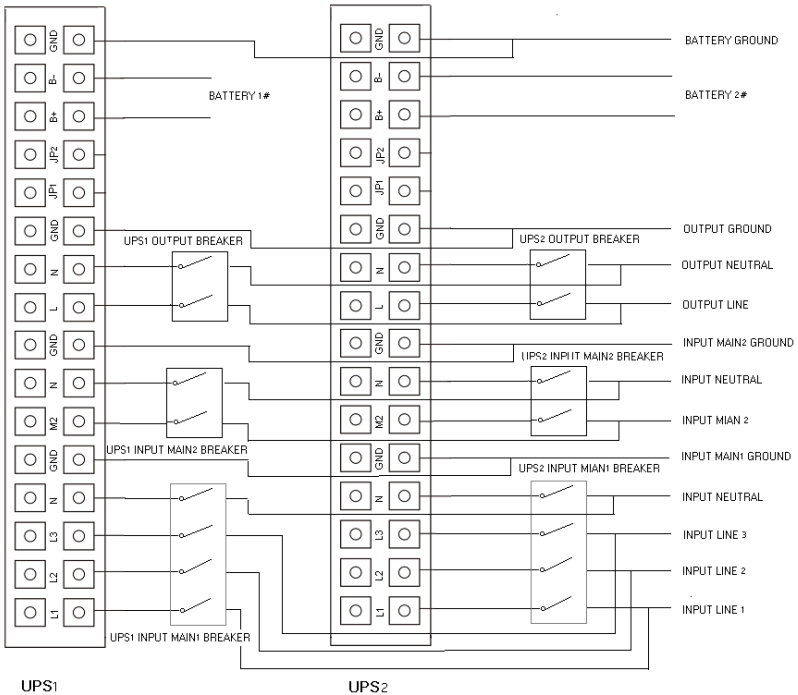 GND
GND
BATTERY GROUND
B-
B-
BATTERY 1#
BATTERY 2#
B+
B+
JP2
JP2
JP1
JP1
GND
GND
OUTPUT GROUND
UPS1 OUTPUT BREAKER
UPS2 OUTPUT BREAKER
N
N
OUTPUT NEUTRAL
L
L
OUTPUT LINE
GND
GND
INPUT MAIN2 GROUND
UPS2 INPUT MAIN2 BREAKER
N
N
INPUT NEUTRAL
M2
M2
INPUT MIAN 2
UPS1 INPUT MAIN2 BREAKER
GND
GND
INPUT MAIN1 GROUND
UPS2 INPUT MIAN1 BREAKER
N
N
INPUT NEUTRAL
L3
L3
INPUT LINE 3
L2
L2
INPUT LINE 2
L1
L1
INPUT LINE 1
UPS1 INPUT MAIN1 BREAKER
UPS1
UPS2